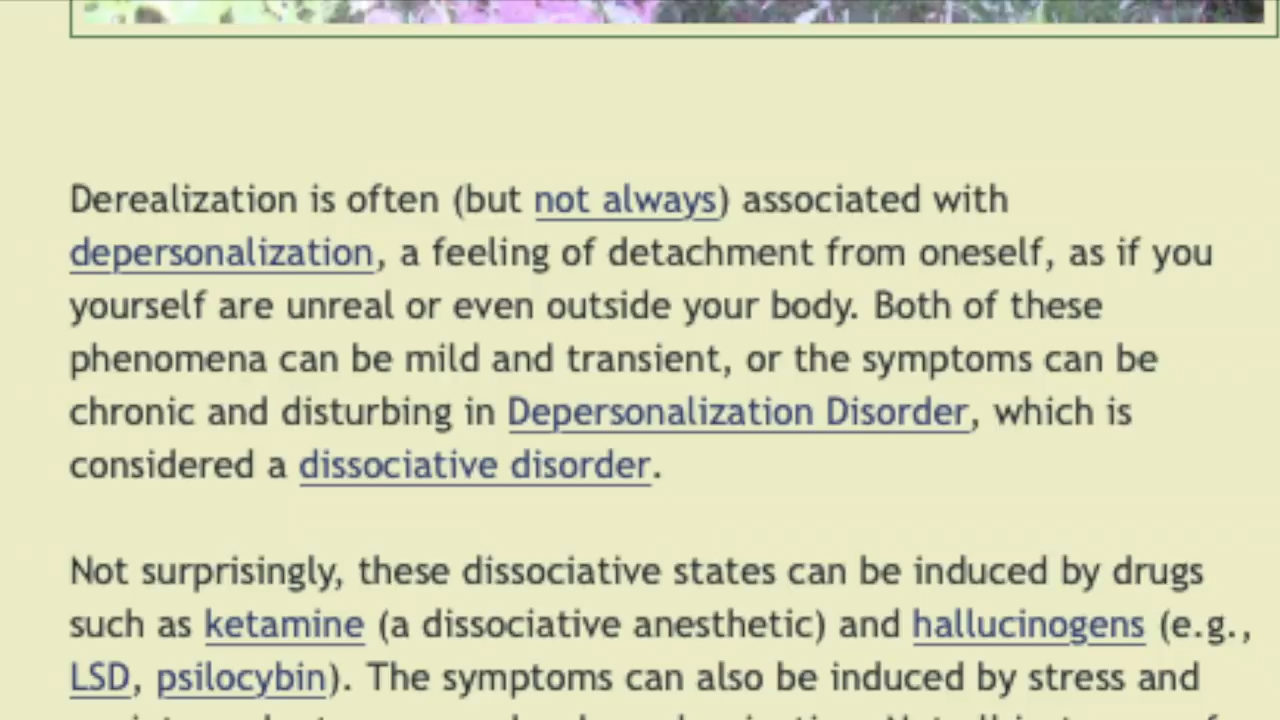 Derealization is often (but not always) associated with
depersonalization, a feeling of detachment from oneself, as if you
yourself are unreal or even outside your body. Both of these
phenomena can be mild and transient, or the symptoms can be
chronic and disturbing in Depersonalization Disorder, which is
considered a dissociative disorder.
Not surprisingly, these dissociative states can be induced by drugs
such as ketamine (a dissociative anesthetic) and hallucinogens (e.g.,
LSD, psilocybin). The symptoms can also be induced by stress and